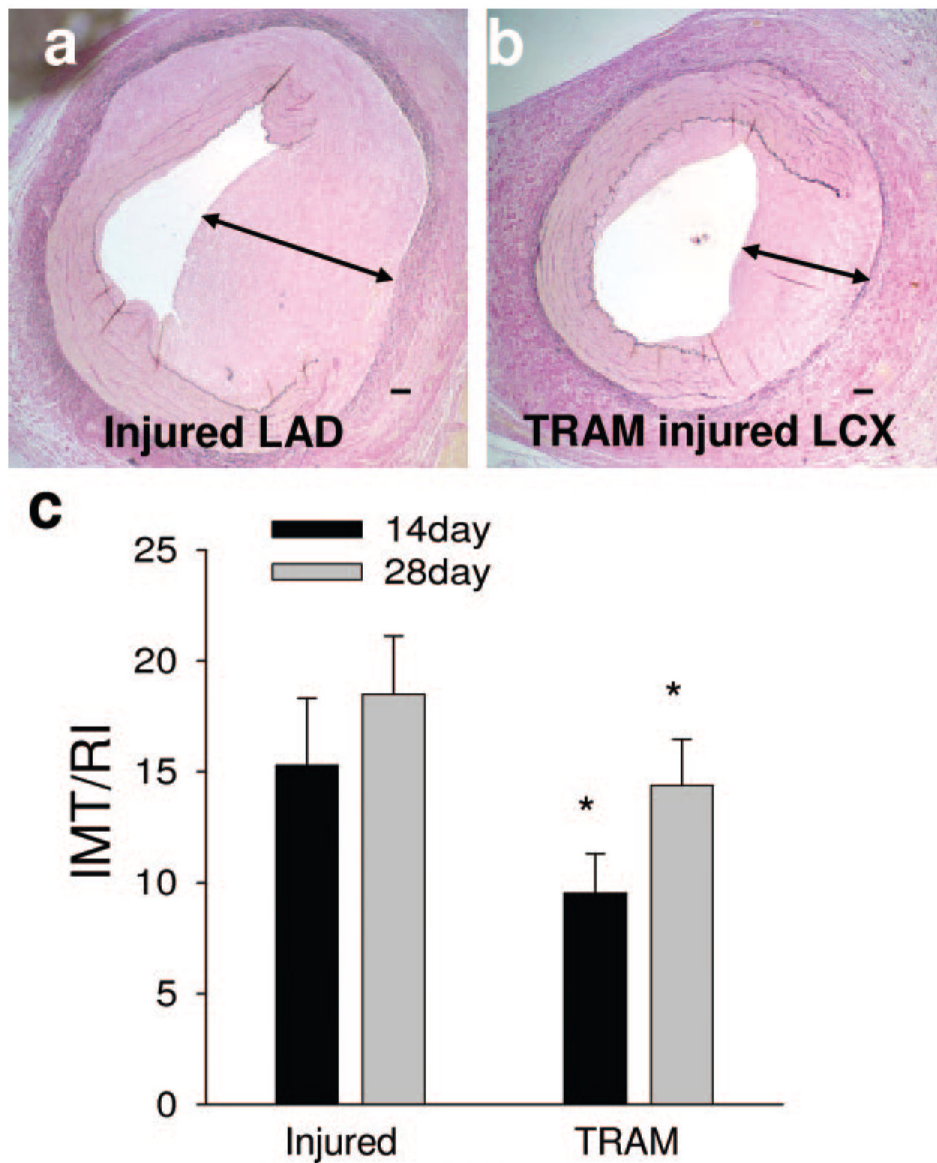 a
b
Injured LAD
TRAM injured LCX
c
14day
28day
25
20
15
10
5
0
IMT/RI
*
*
Injured
TRAM